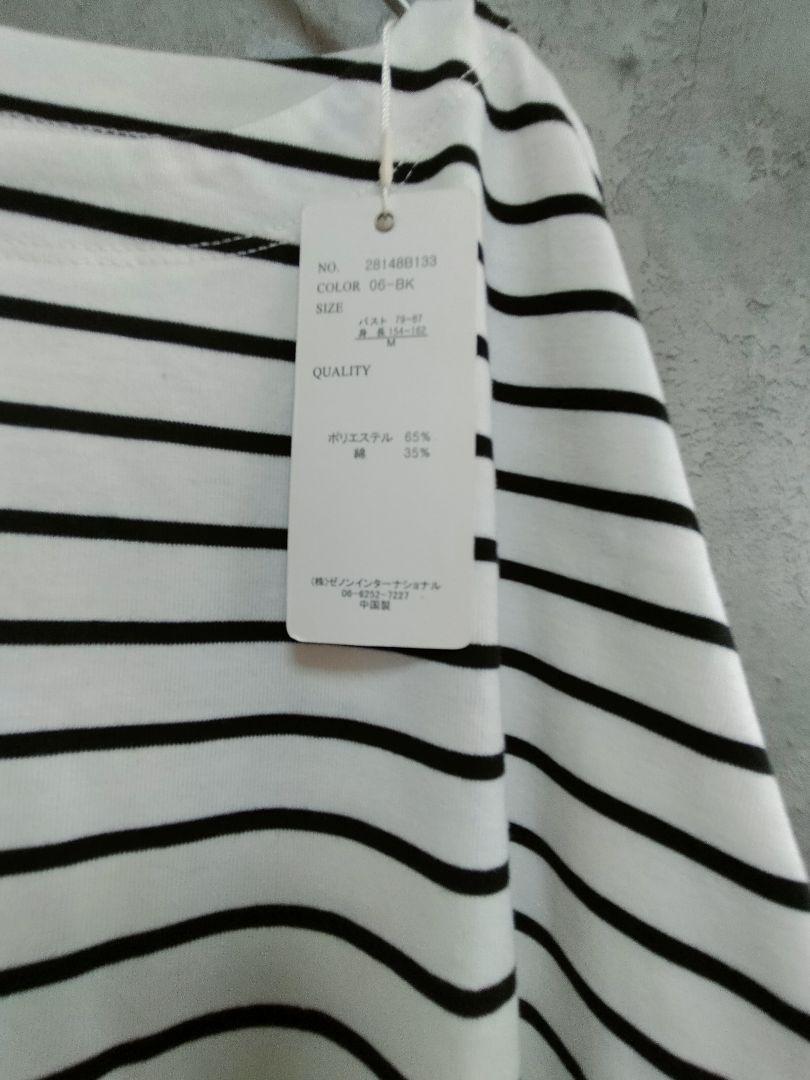 NO. 28148B133
COLOR 06-BK
SIZE
バスト 79-87
身長 154-162
M
QUALITY
ポリエステル 65%
綿 35%
(株)ゼノンインターナショナル
06-6252-7227
中国製